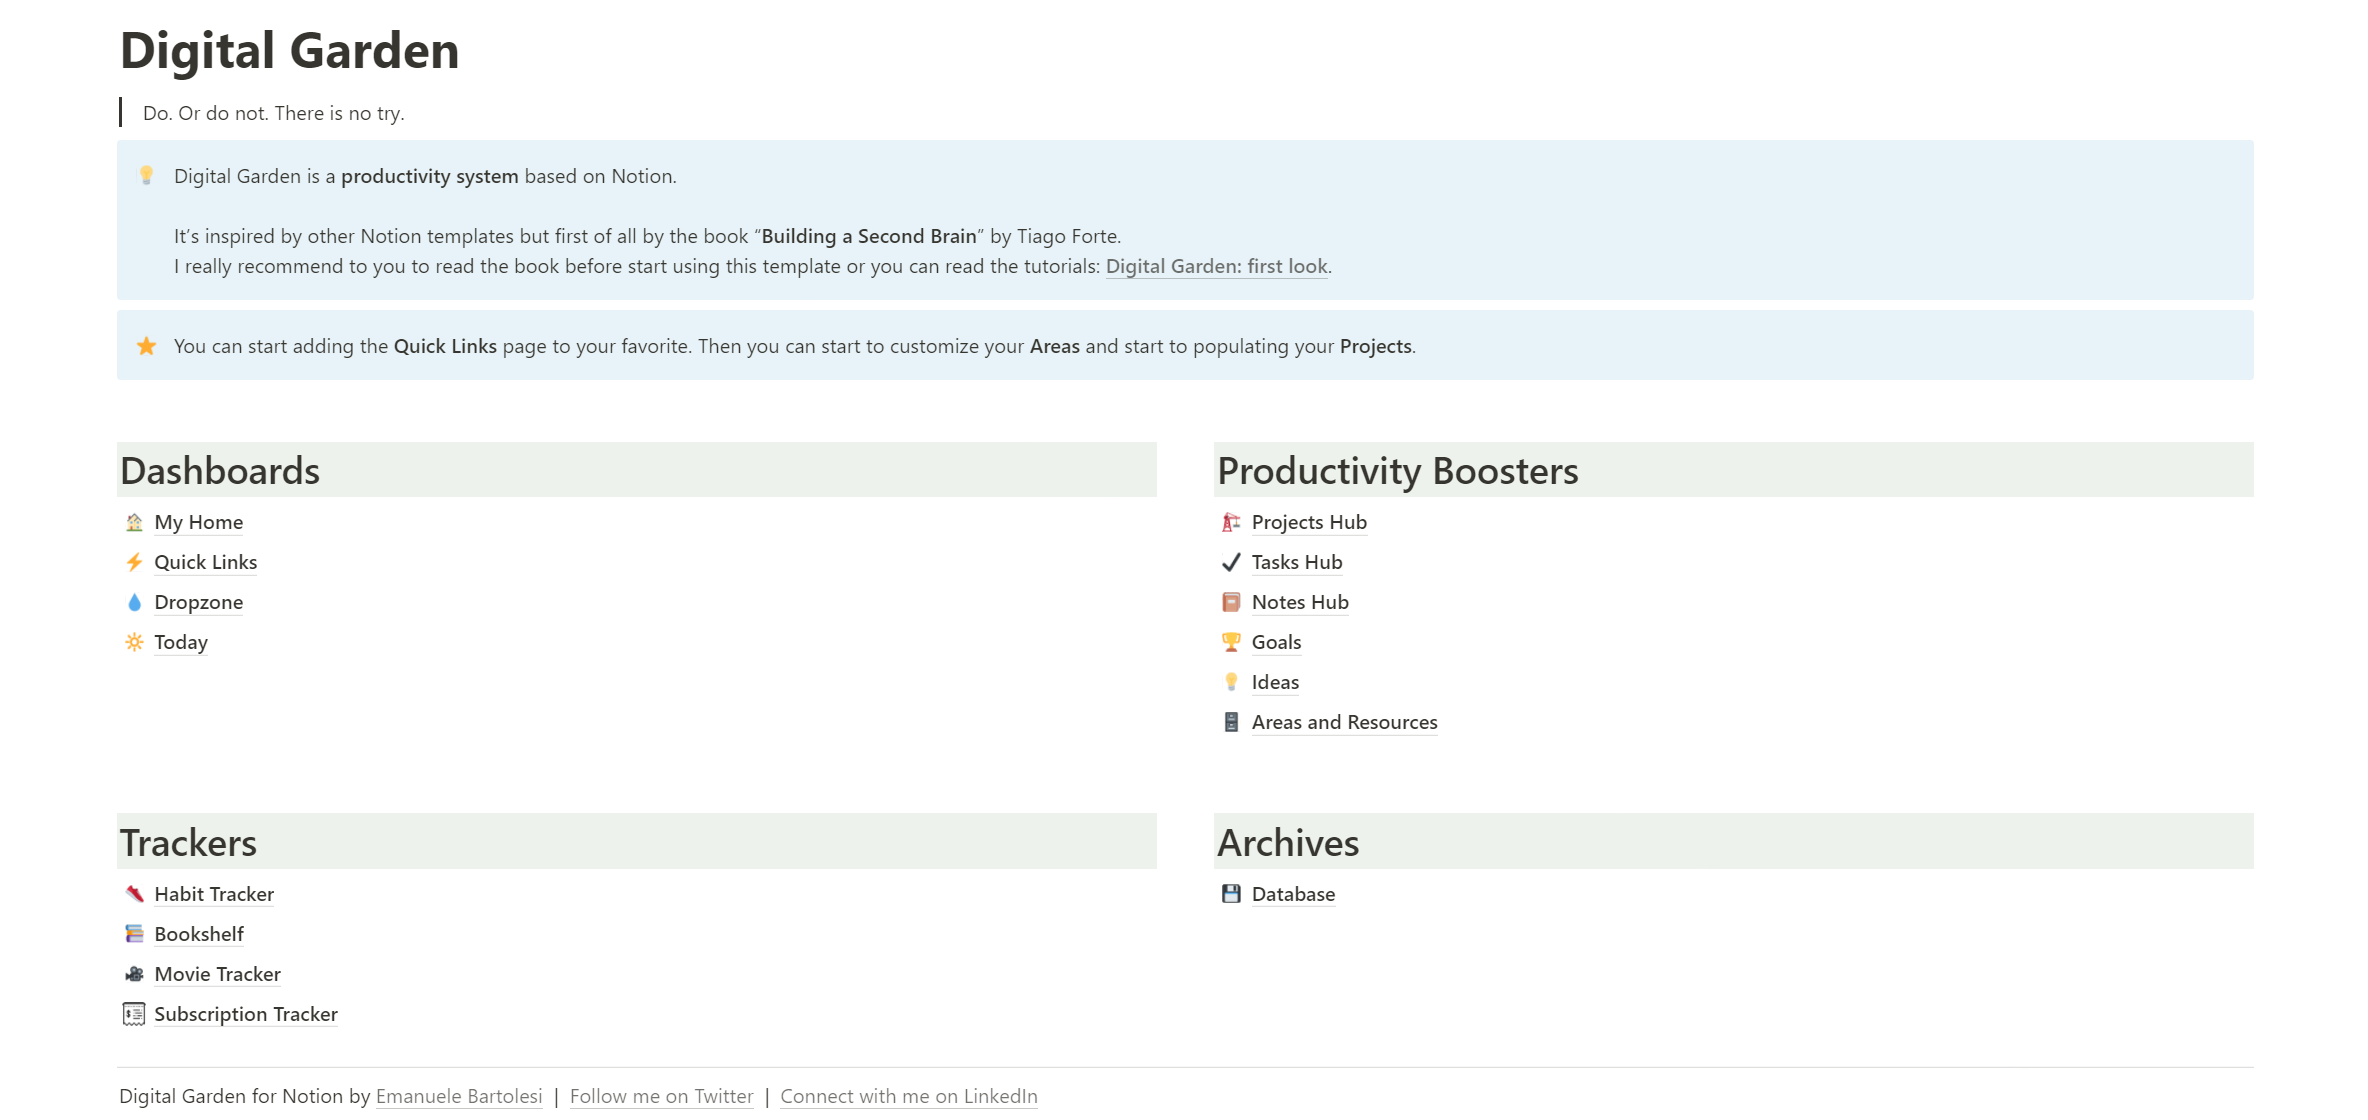 Digital Garden
Do. Or do not. There is no try.
Digital Garden is a productivity system based on Notion.
It’s inspired by other Notion templates but first of all by the book “Building a Second Brain” by Tiago Forte.
I really recommend to you to read the book before start using this template or you can read the tutorials: Digital Garden: first look.
You can start adding the Quick Links page to your favorite. Then you can start to customize your Areas and start to populating your Projects.
Dashboards
My Home
Quick Links
Dropzone
Today
Productivity Boosters
Projects Hub
Tasks Hub
Notes Hub
Goals
Ideas
Areas and Resources
Trackers
Habit Tracker
Bookshelf
Movie Tracker
Subscription Tracker
Archives
Database
Digital Garden for Notion by Emanuele Bartolesi | Follow me on Twitter | Connect with me on LinkedIn